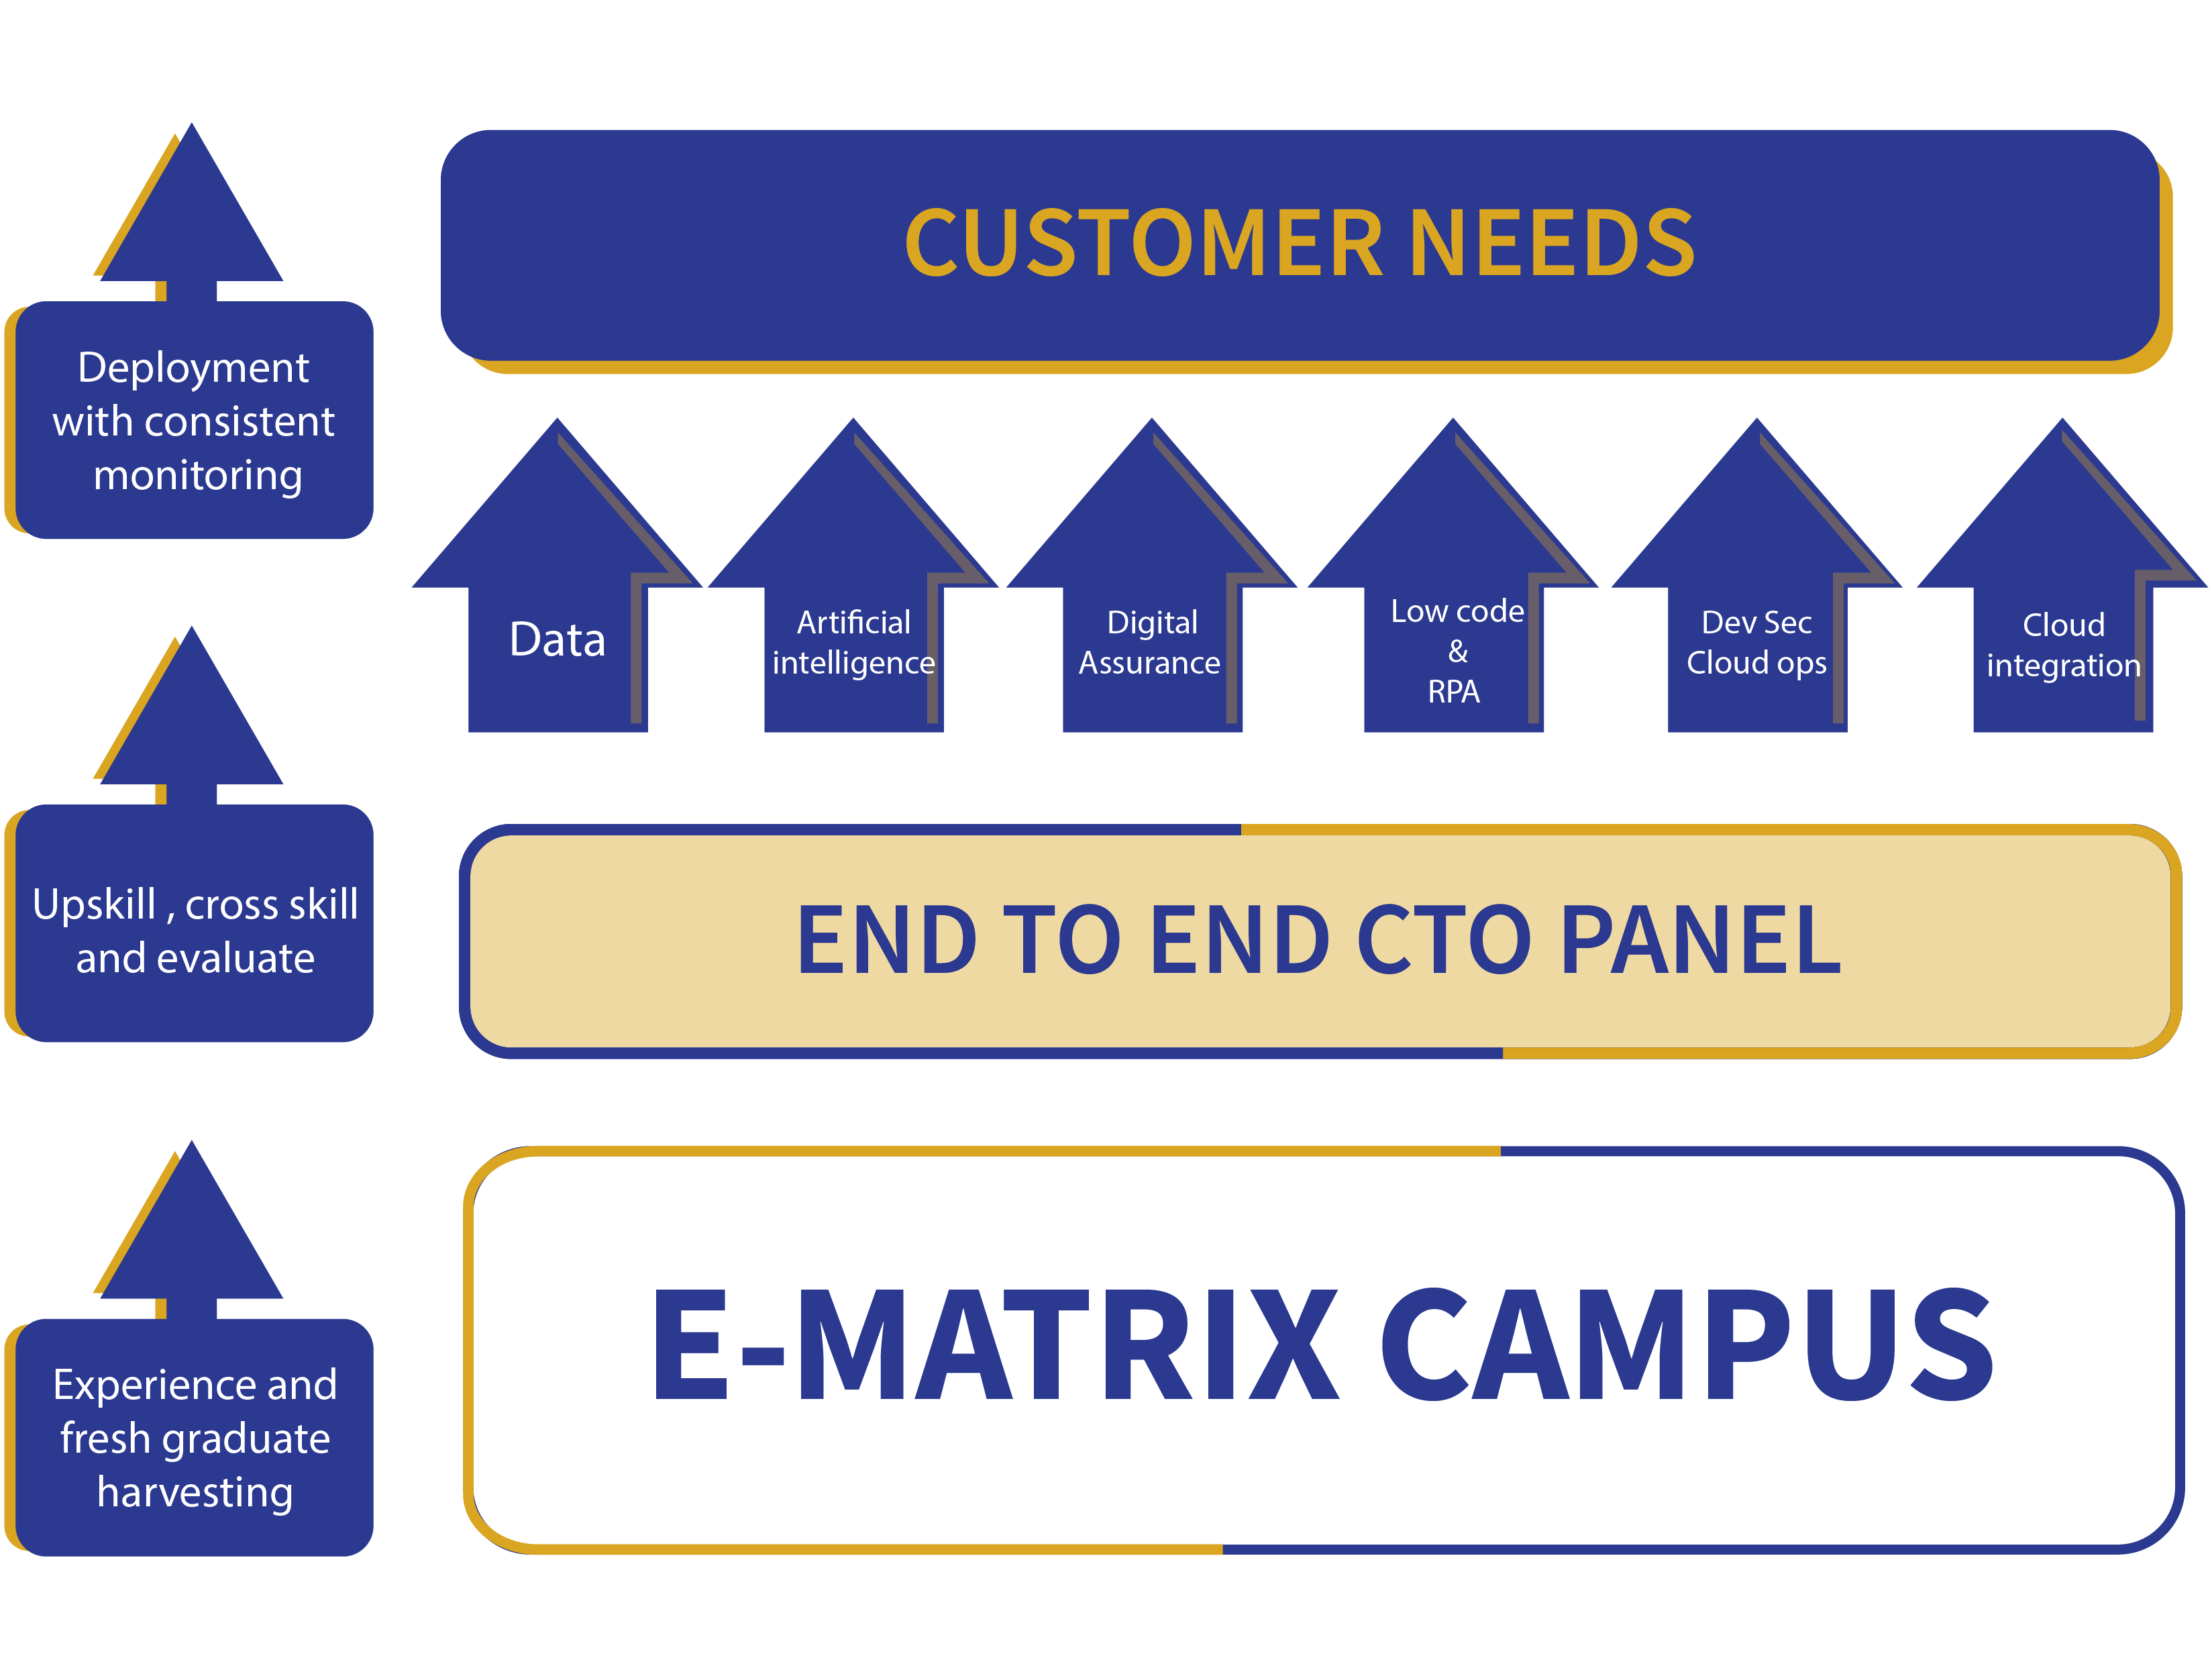 CUSTOMER NEEDS
Deployment
with consistent
monitoring
Data
Artificial
intelligence
Digital
Assurance
Low code
&
RPA
Dev Sec
Cloud ops
Cloud
integration
Upskill , cross skill
and evaluate
END TO END CTO PANEL
Experience and
fresh graduate
harvesting
E-MATRIX CAMPUS